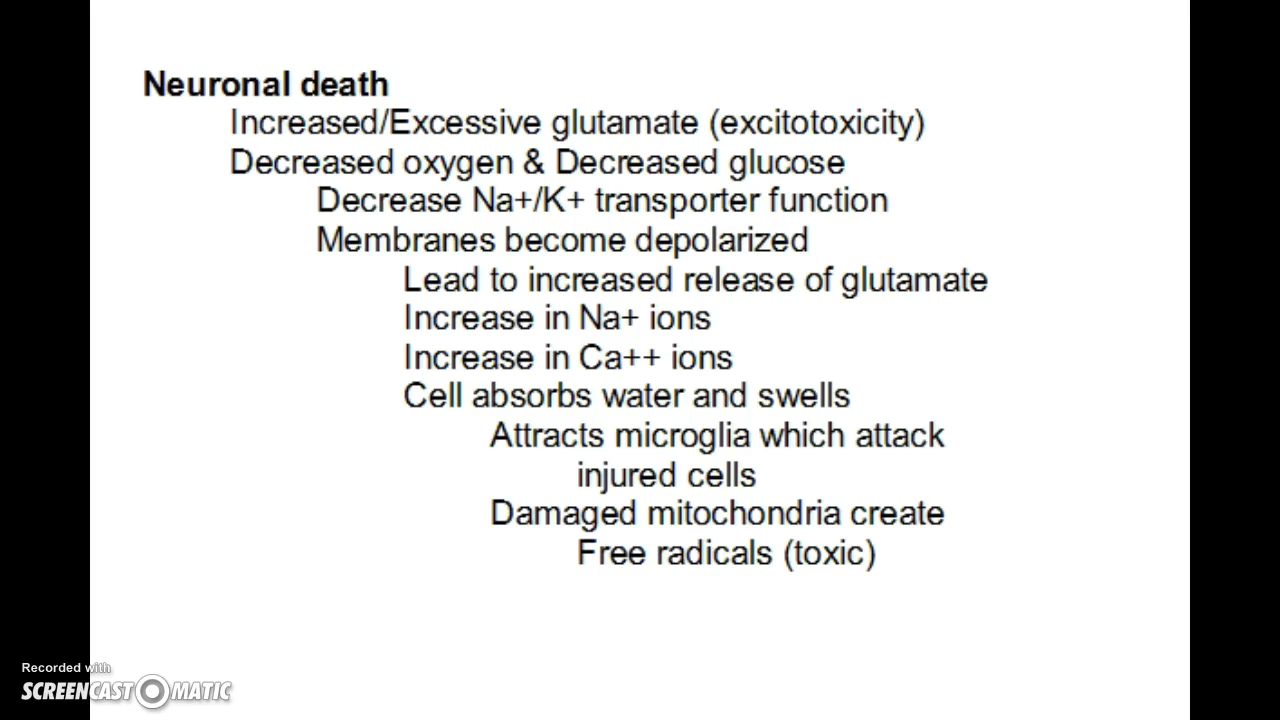 Neuronal death
Increased/Excessive glutamate (excitotoxicity)
Decreased oxygen & Decreased glucose
Decrease Na+/K+ transporter function
Membranes become depolarized
Lead to increased release of glutamate
Increase in Na+ ions
Increase in Ca++ ions
Cell absorbs water and swells
Attracts microglia which attack
injured cells
Damaged mitochondria create
Free radicals (toxic)
Recorded with
SCREENCAST-O-MATIC